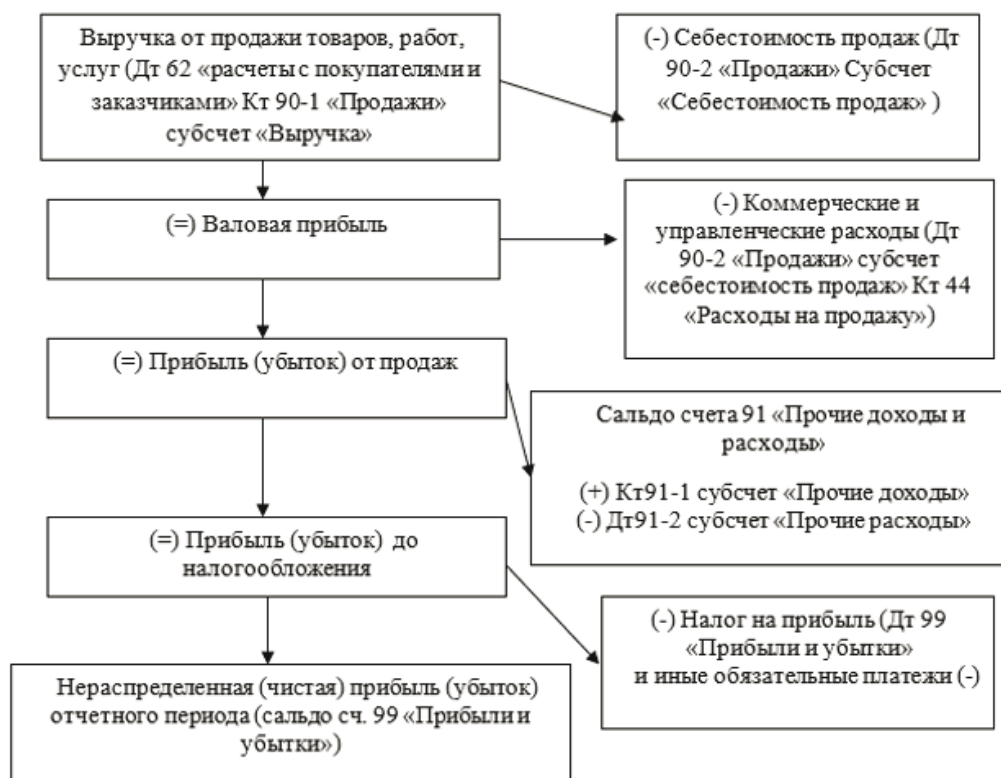 Выручка от продажи товаров, работ,
услуг (Дт 62 «расчеты с покупателями и
заказчиками» Кт 90-1 «Продажи»
субсчет «Выручка»
(-) Себестоимость продаж (Дт
90-2 «Продажи» Субсчет
«Себестоимость продаж» )
(=) Валовая прибыль
(-) Коммерческие и
управленческие расходы (Дт
90-2 «Продажи» субсчет
«себестоимость продаж» Кт 44
«Расходы на продажу»)
(=) Прибыль (убыток) от продаж
Сальдо счета 91 «Прочие доходы и
расходы»
(+) Кт91-1 субсчет «Прочие доходы»
(-) Дт91-2 субсчет «Прочие расходы»
(=) Прибыль (убыток) до
налогообложения
(-) Налог на прибыль (Дт 99
«Прибыли и убытки»
и иные обязательные платежи (-)
Нераспределенная (чистая) прибыль (убыток)
отчетного периода (сальдо сч. 99 «Прибыли и
убытки»)